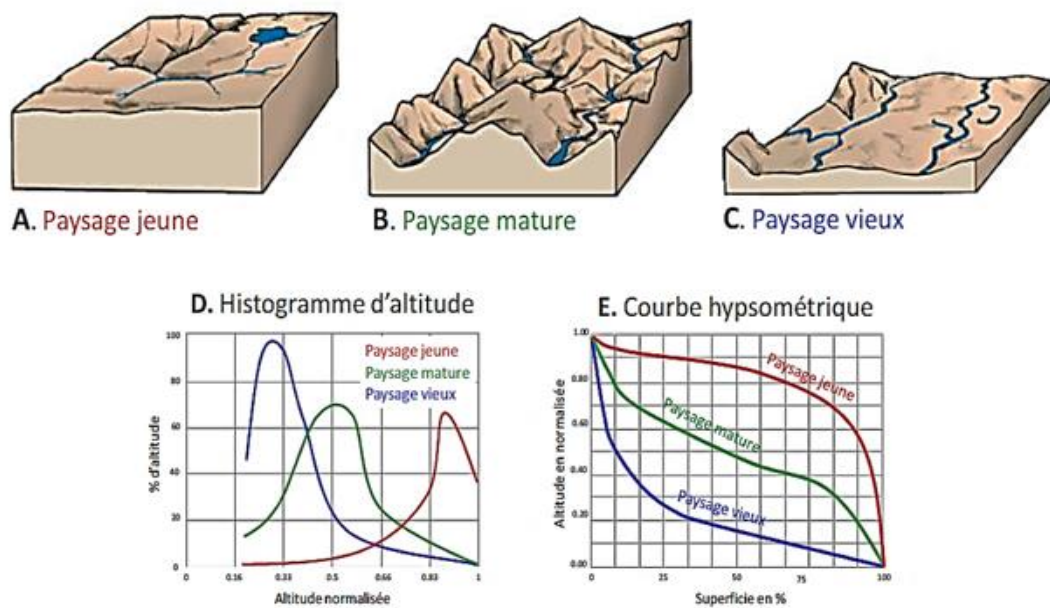 A. Paysage jeune
B. Paysage mature
C. Paysage vieux
D. Histogramme d'altitude
100
80
60
40
20
0
% d'altitude
Paysage jeune
Paysage mature
Paysage vieux
0 0.16 0.33 0.5 0.66 0.83 1
Altitude normalisée
E. Courbe hypsométrique
1.00
0.80
0.60
0.40
0.20
0.00
Altitude en normalisée
Paysage jeune
Paysage mature
Paysage vieux
0 25 50 75 100
Superficie en %